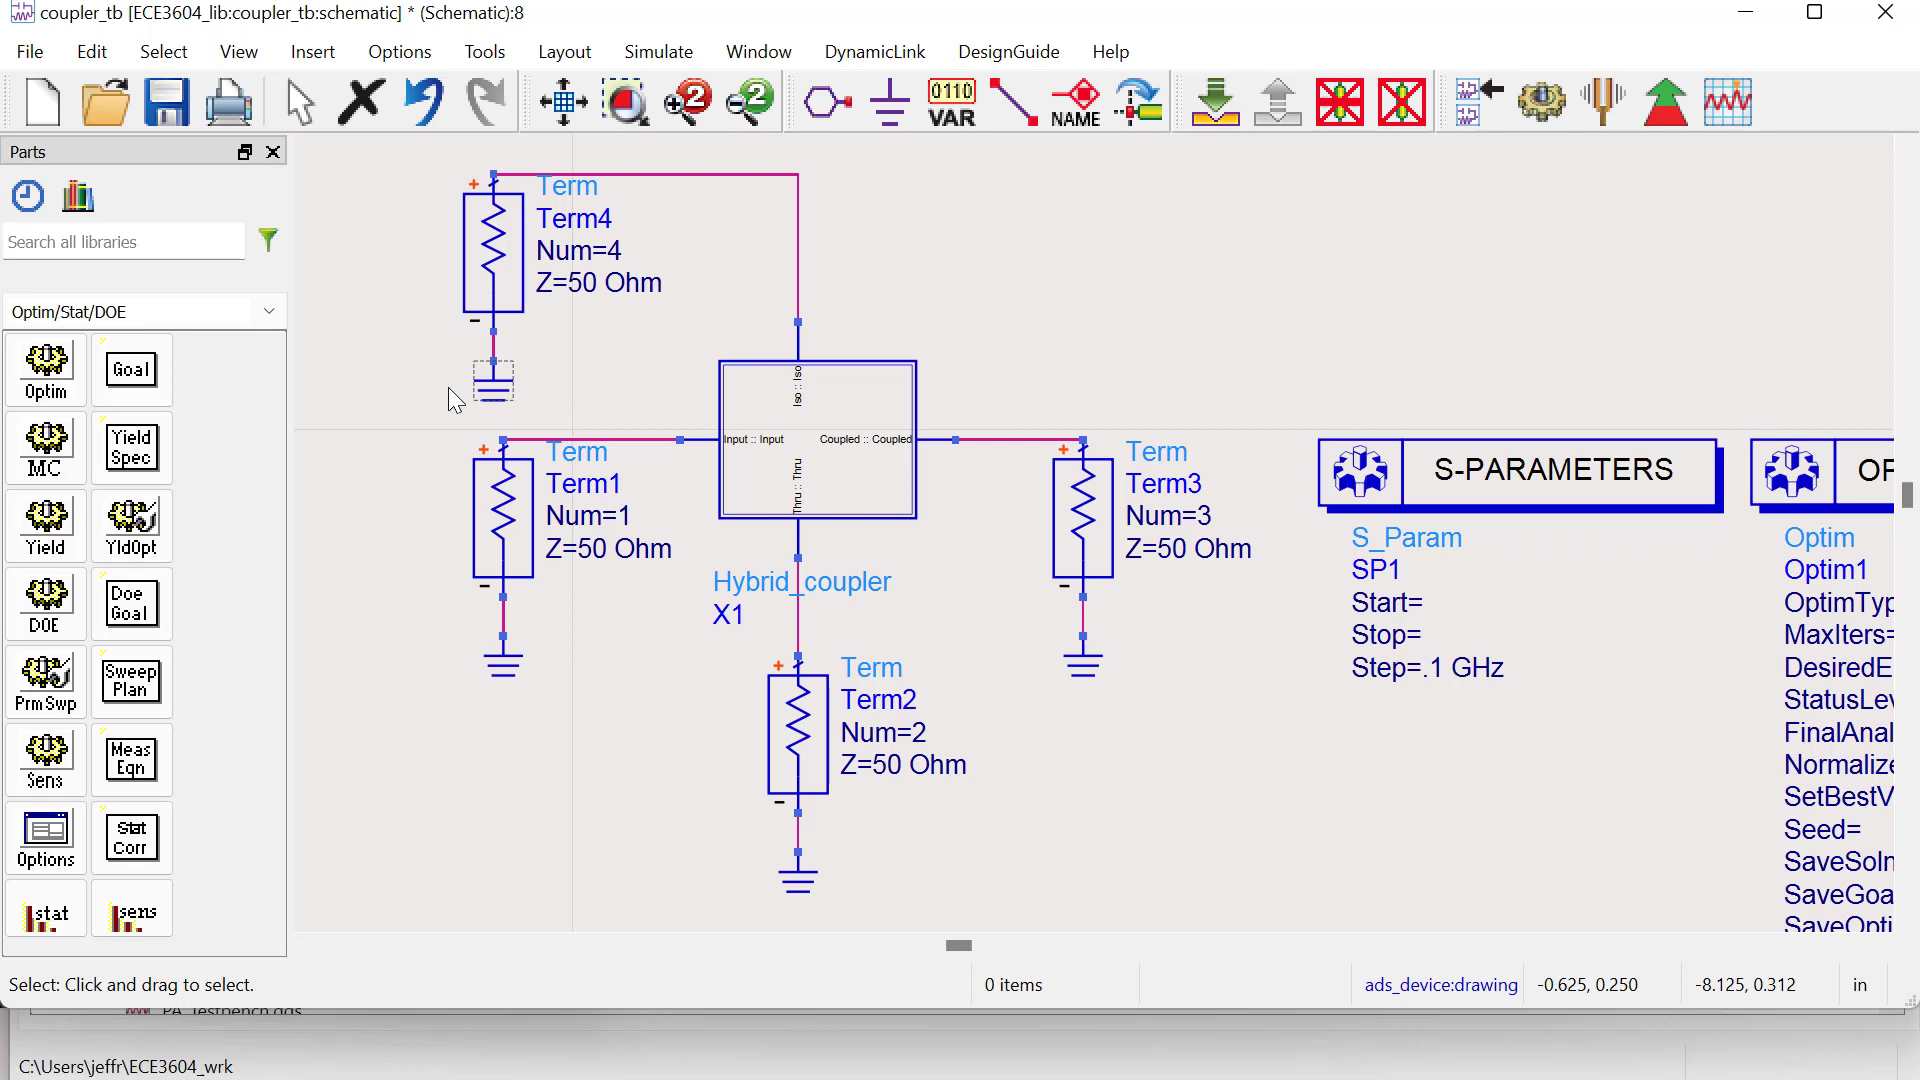 coupler_tb [ECE3604_lib:coupler_tb:schematic] * (Schematic):8
File Edit Select View Insert Options Tools Layout Simulate Window DynamicLink DesignGuide Help
2 2 0110 VAR NAME
Parts
Search all libraries
Optim/Stat/DOE
Optim
Goal
MC
Yield Spec
Yield
YldOpt
DOE
Doe Goal
PrmSwp
Sweep Plan
Sens
Meas Eqn
Options
Stat Corr
stat
sens
+ Term
Term4
Num=4
Z=50 Ohm
-
Iso :: Iso
Input :: Input
Coupled :: Coupled
Thru :: Thru
Hybrid_coupler
X1
+ Term
Term1
Num=1
Z=50 Ohm
-
+ Term
Term3
Num=3
Z=50 Ohm
-
+ Term
Term2
Num=2
Z=50 Ohm
-
S-PARAMETERS
S_Param
SP1
Start=
Stop=
Step=.1 GHz
OP
Optim
Optim1
OptimTyp
MaxIters=
DesiredE
StatusLev
FinalAnal
Normalize
SetBestV
Seed=
SaveSoln
SaveGoa
SaveOpti
Select: Click and drag to select.
0 items
ads_device:drawing
-0.625, 0.250
-8.125, 0.312
in
PA_Testbench.dds
C:\Users\jeffr\ECE3604_wrk